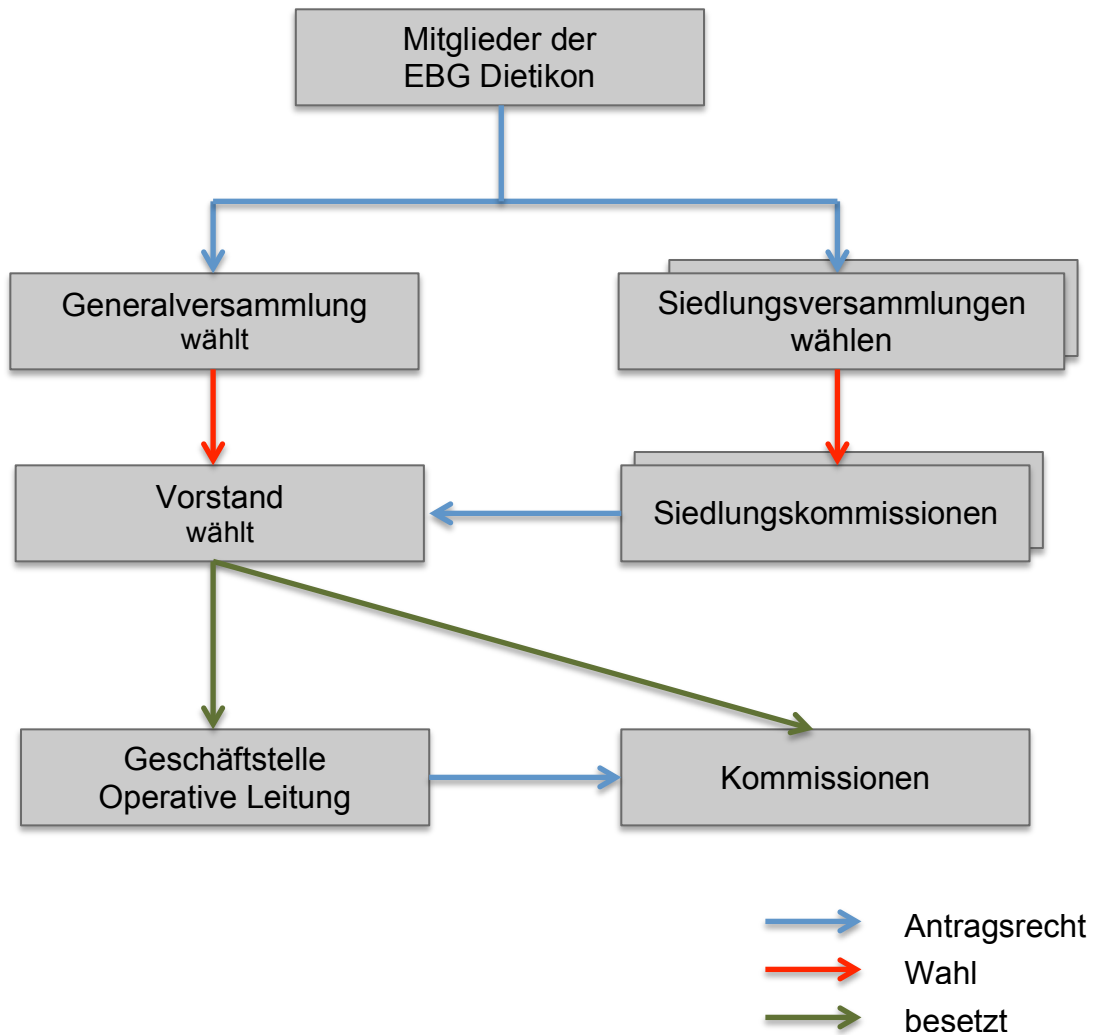 Mitglieder der
EBG Dietikon
Generalversammlung
wählt
Siedlungsversammlungen
wählen
Vorstand
wählt
Siedlungskommissionen
Geschäftstelle
Operative Leitung
Kommissionen
Antragsrecht
Wahl
besetzt